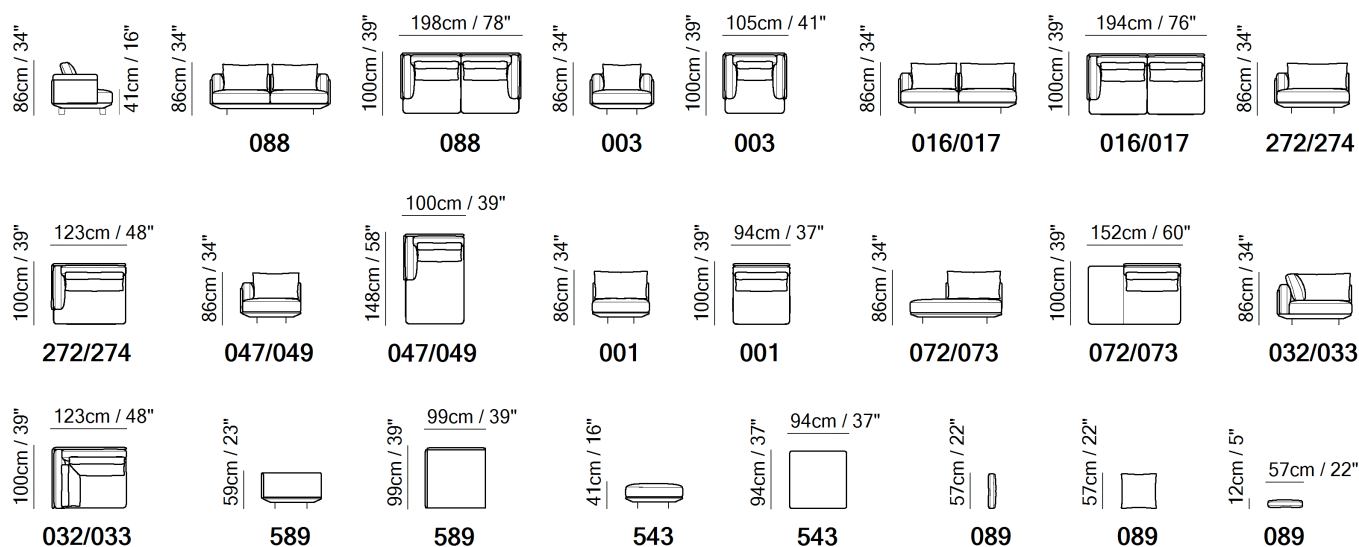 86cm / 34"
41cm / 16"
86cm / 34"
088
198cm / 78"
100cm / 39"
088
86cm / 34"
003
105cm / 41"
100cm / 39"
003
86cm / 34"
016/017
194cm / 76"
100cm / 39"
016/017
86cm / 34"
272/274
123cm / 48"
100cm / 39"
272/274
86cm / 34"
047/049
100cm / 39"
148cm / 58"
047/049
86cm / 34"
001
94cm / 37"
100cm / 39"
001
86cm / 34"
072/073
152cm / 60"
100cm / 39"
072/073
86cm / 34"
032/033
123cm / 48"
100cm / 39"
032/033
59cm / 23"
589
99cm / 39"
99cm / 39"
589
41cm / 16"
543
94cm / 37"
94cm / 37"
543
57cm / 22"
089
57cm / 22"
089
12cm / 5"
57cm / 22"
089